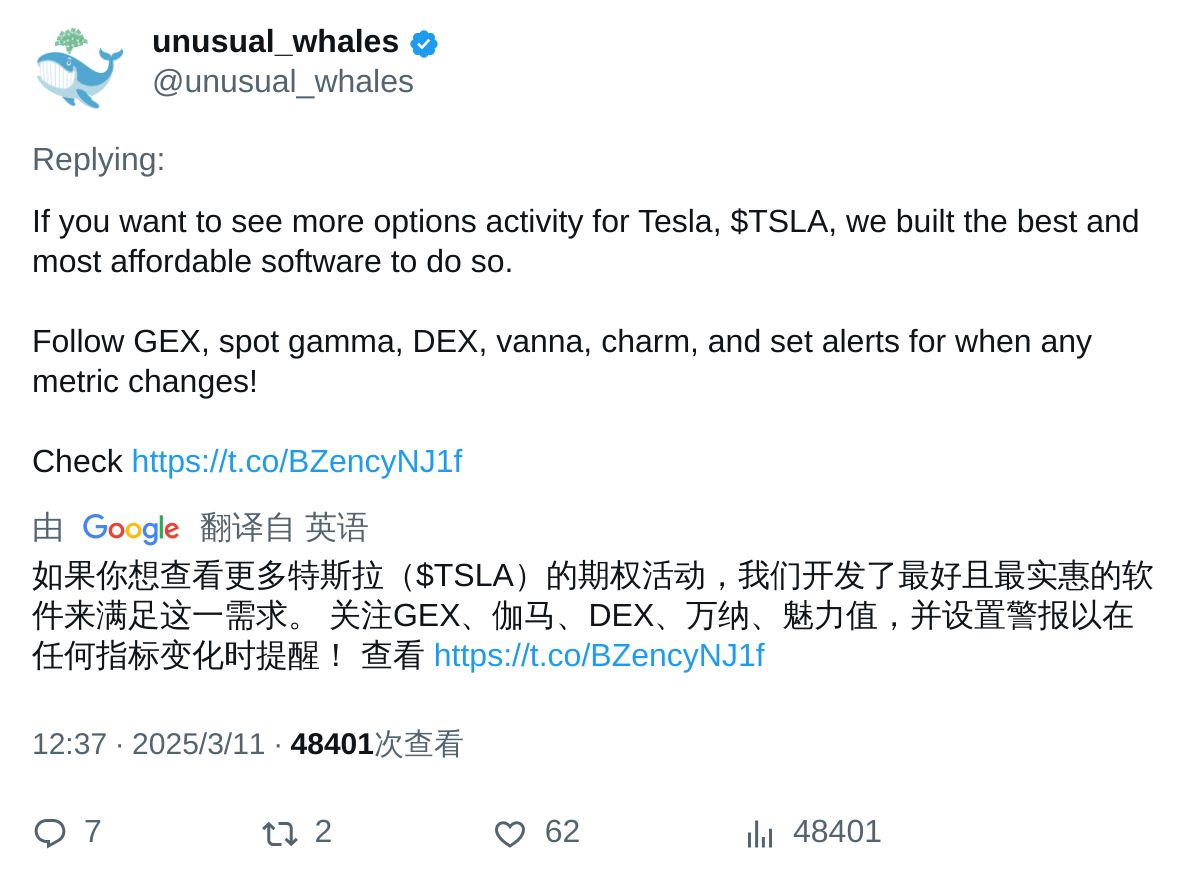 unusual_whales
@unusual_whales
Replying:
If you want to see more options activity for Tesla, $TSLA, we built the best and
most affordable software to do so.
Follow GEX, spot gamma, DEX, vanna, charm, and set alerts for when any
metric changes!
Check https://t.co/BZencyNJ1f
由 Google 翻译自 英语
如果你想查看更多特斯拉（$TSLA）的期权活动，我们开发了最好且最实惠的软
件来满足这一需求。 关注GEX、伽马、DEX、万纳、魅力值，并设置警报以在
任何指标变化时提醒！ 查看 https://t.co/BZencyNJ1f
12:37 · 2025/3/11 · 48401次查看
7 2 62 48401